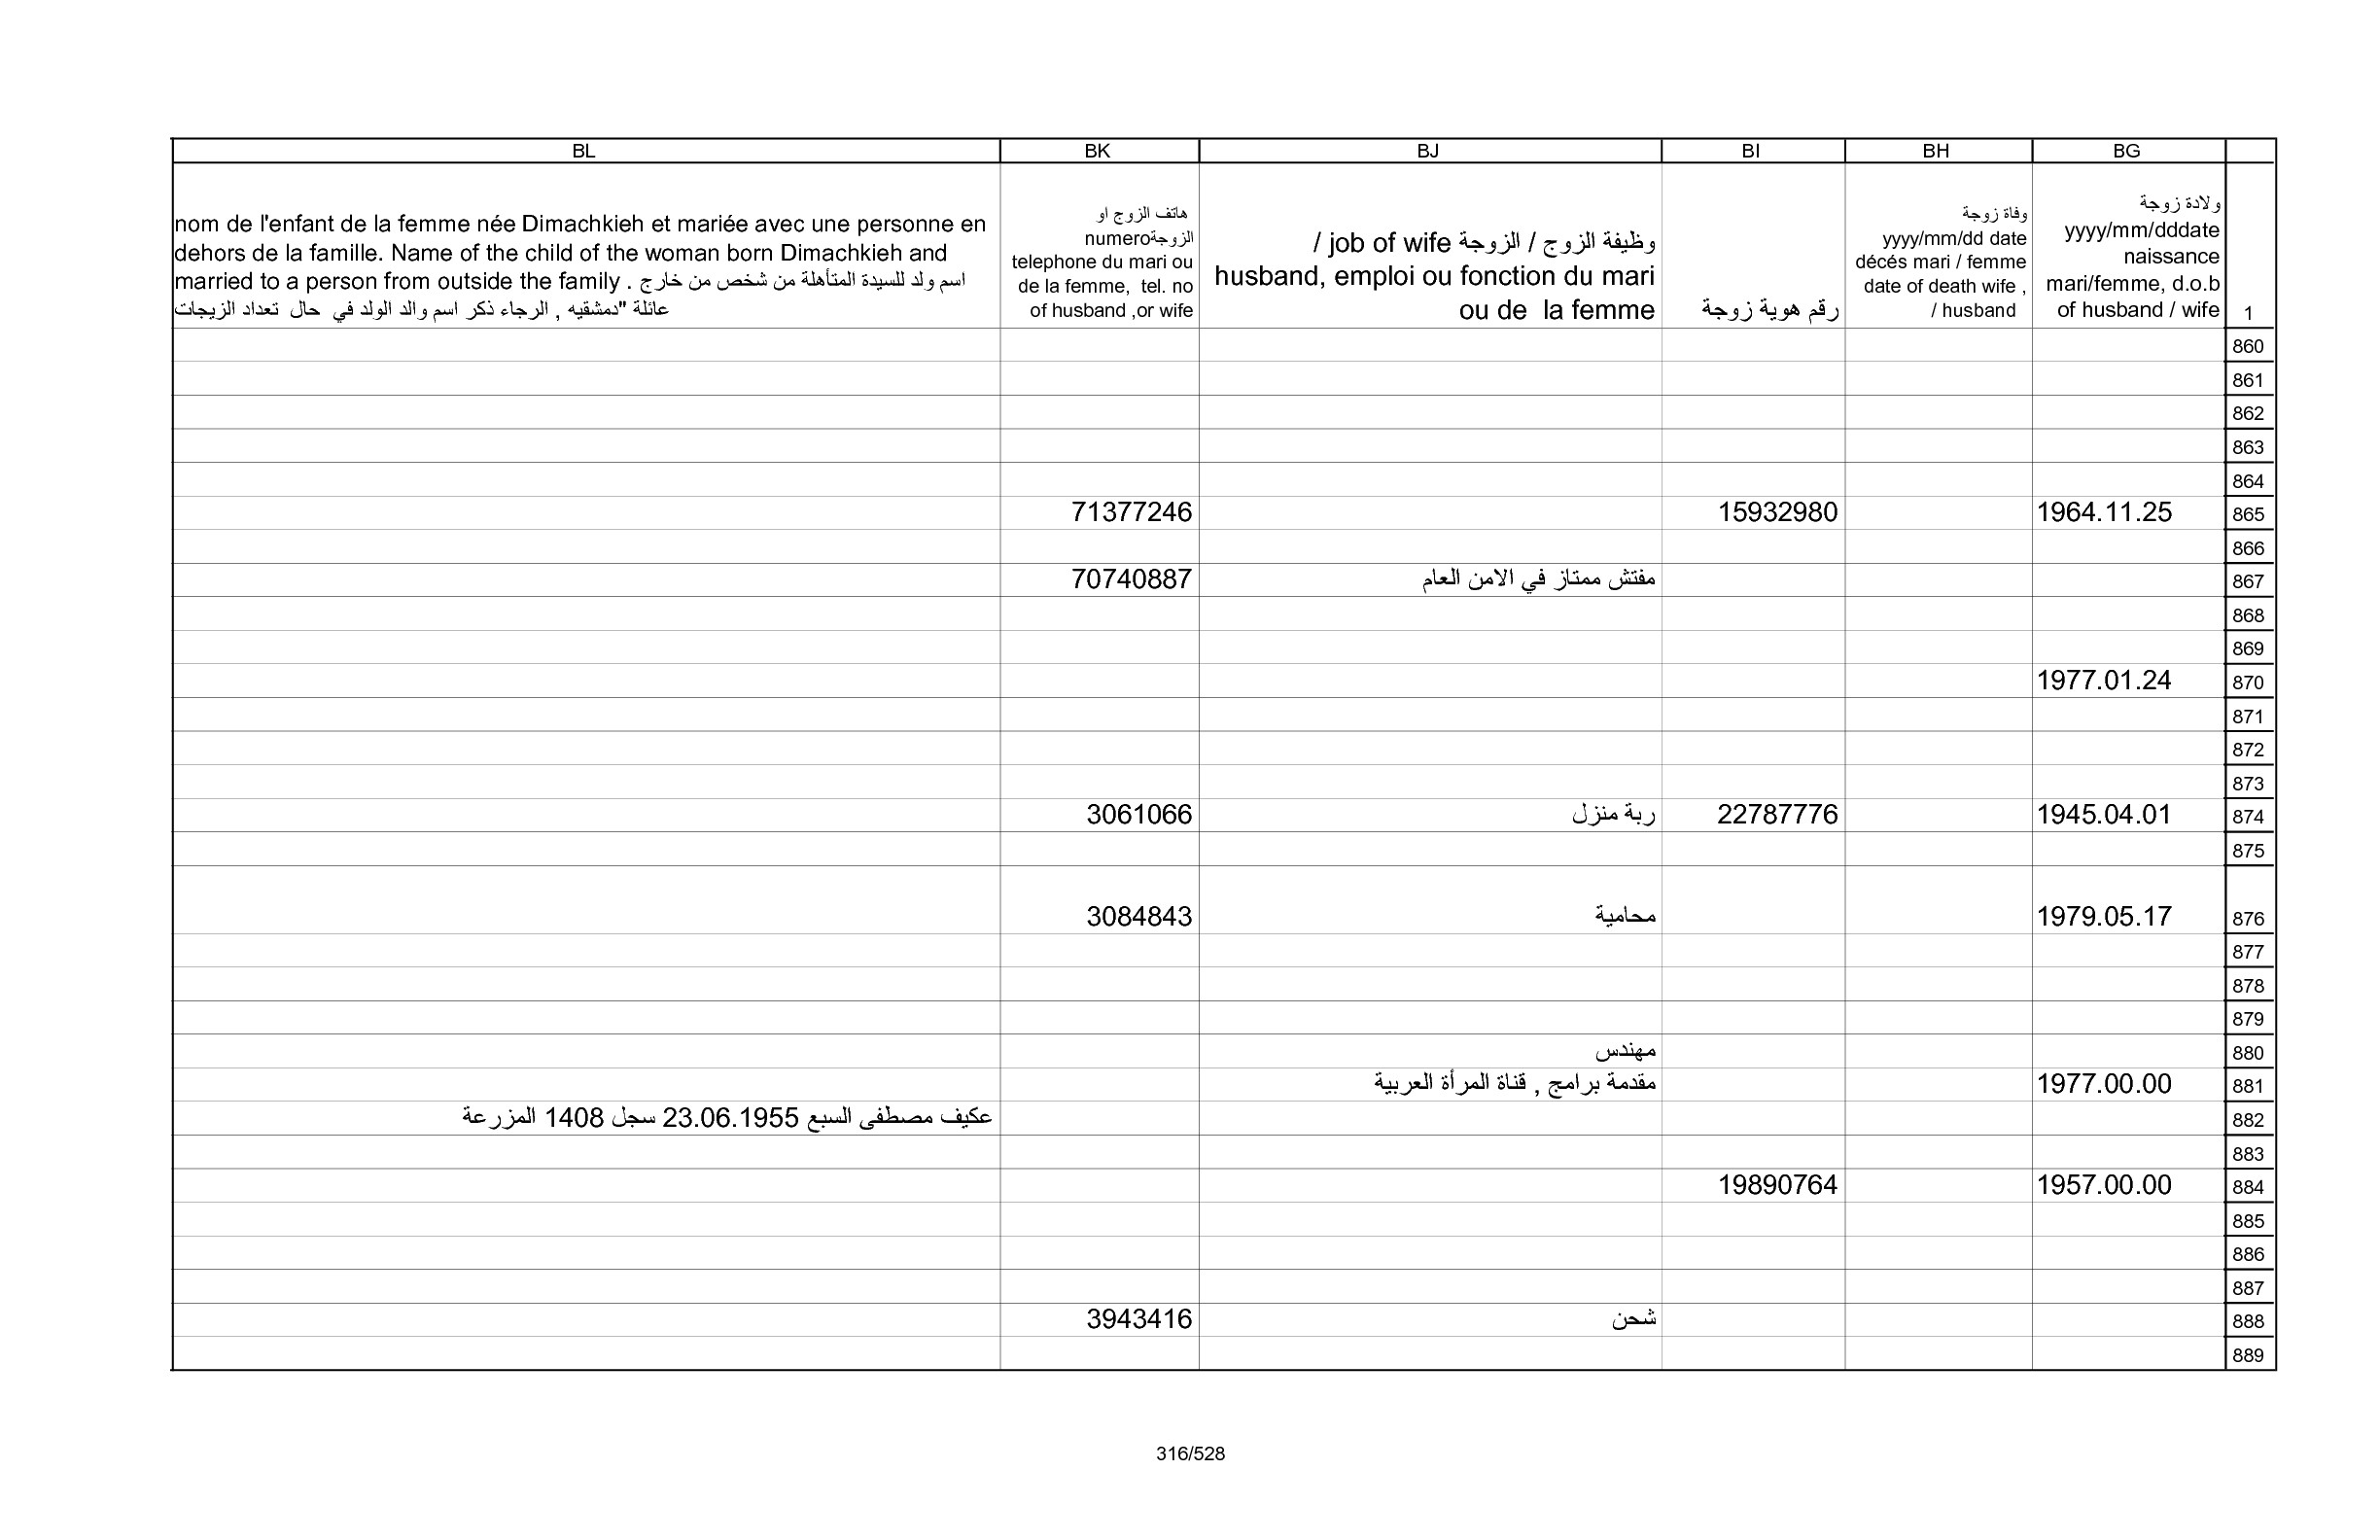 BL BK BJ BI BH BG
nom de l'enfant de la femme née Dimachkieh et mariée avec une personne en
dehors de la famille. Name of the child of the woman born Dimachkieh and
married to a person from outside the family . اسم ولد للسيدة المتأهلة من شخص من خارج
عائلة "دمشقيه , الرجاء ذكر اسم والد الولد في حال تعداد الزيجات
هاتف الزوج او
الزوجةnumero
telephone du mari ou
de la femme, tel. no
of husband ,or wife
وظيفة الزوج / الزوجة job of wife /
husband, emploi ou fonction du mari
ou de la femme
رقم هوية زوجة
وفاة زوجة
yyyy/mm/dd date
décés mari / femme
date of death wife ,
/ husband
ولادة زوجة
yyyy/mm/dddate
naissance
mari/femme, d.o.b
of husband / wife
1
860
861
862
863
864
71377246 15932980 1964.11.25 865
866
70740887 مفتش ممتاز في الامن العام 867
868
869
1977.01.24 870
871
872
873
3061066 ربة منزل 22787776 1945.04.01 874
875
3084843 محامية 1979.05.17 876
877
878
879
مهندس 880
مقدمة برامج , قناة المرأة العربية 1977.00.00 881
عكيف مصطفى السبع 23.06.1955 سجل 1408 المزرعة 882
883
19890764 1957.00.00 884
885
886
887
3943416 شحن 888
889
316/528